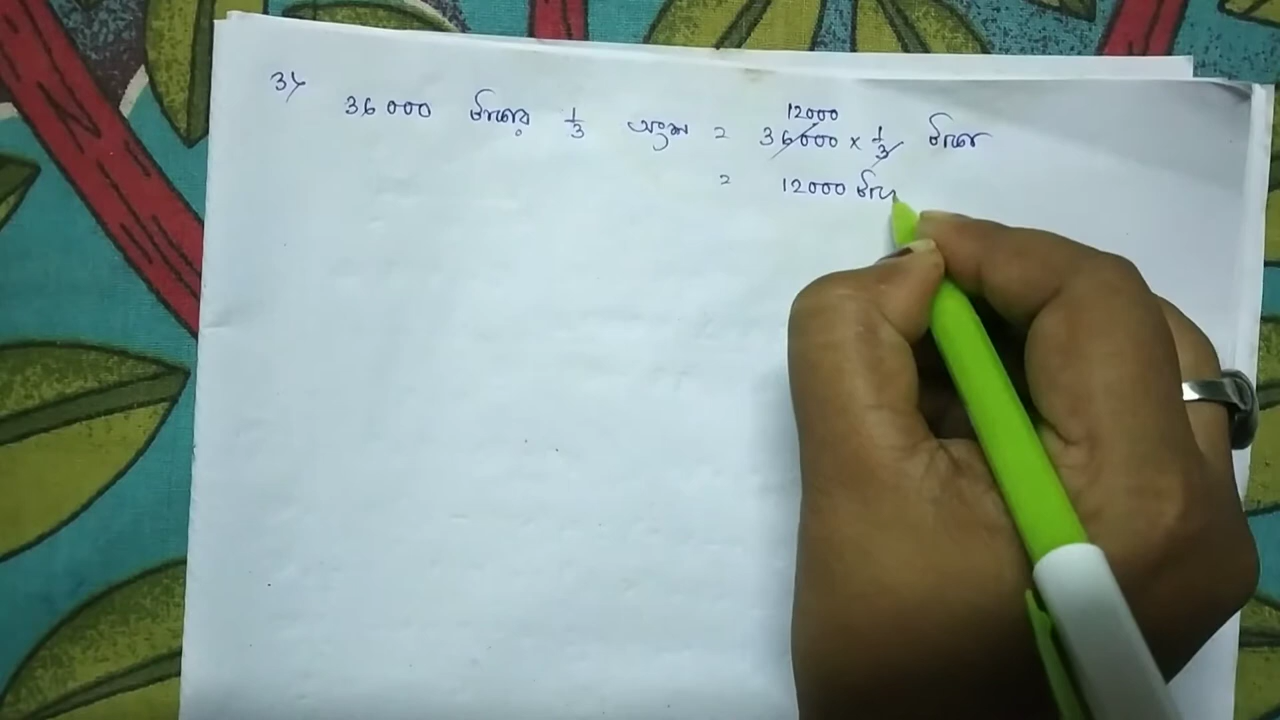 3)
36000 টাকার 1/3 অংশ = 36000 × 1/3 টাকা
12000
= 12000 টাকা